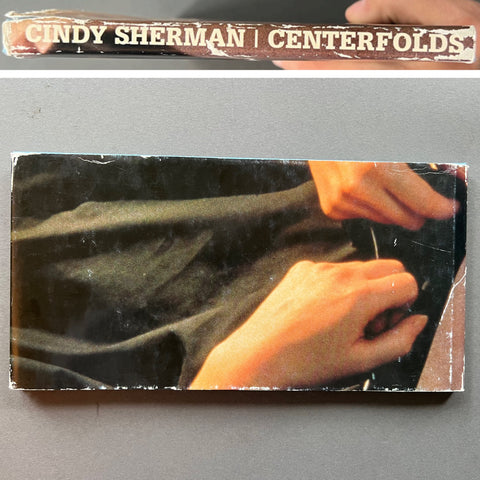 CINDY SHERMAN | CENTERFOLDS